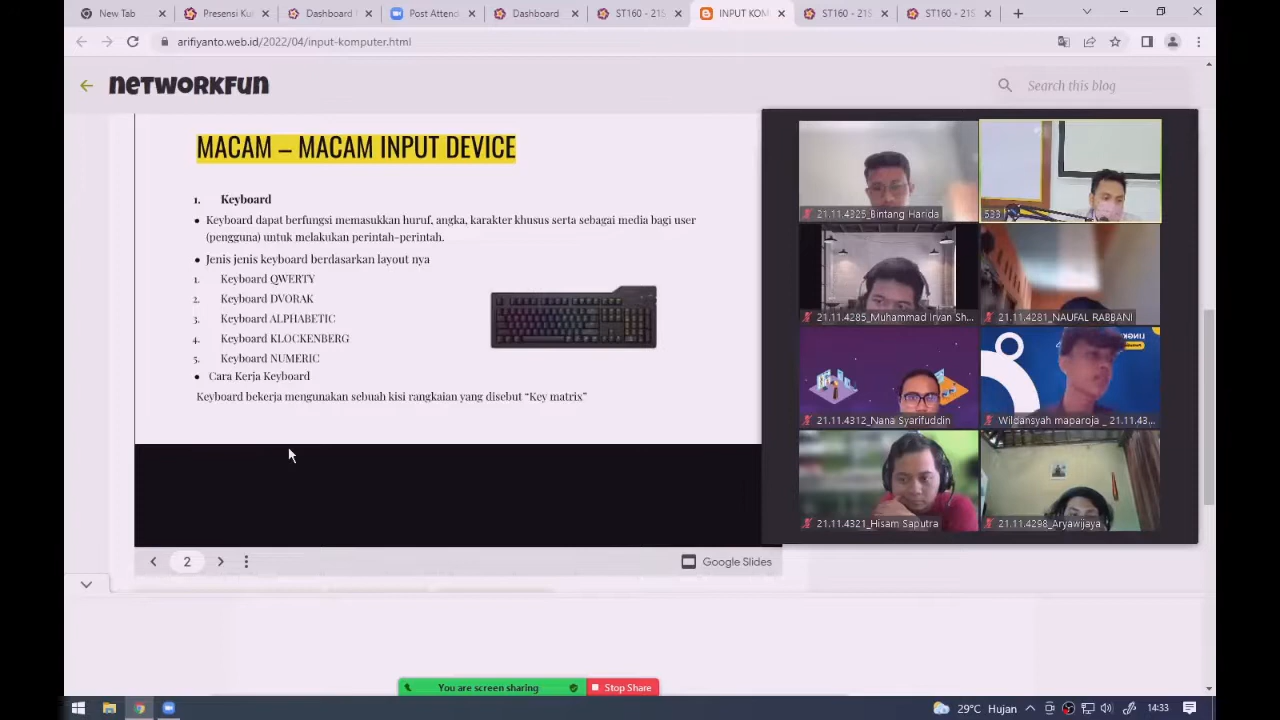 New Tab
Presensi Ku
Dashboard
Post Attend
Dashboard
ST160 - 21S
INPUT KOM
ST160 - 21S
ST160 - 21S
arifiyanto.web.id/2022/04/input-komputer.html
NETWORKFUN
Search this blog
MACAM – MACAM INPUT DEVICE
1. Keyboard
• Keyboard dapat berfungsi memasukkan huruf, angka, karakter khusus serta sebagai media bagi user
(pengguna) untuk melakukan perintah-perintah.
• Jenis jenis keyboard berdasarkan layout nya
1. Keyboard QWERTY
2. Keyboard DVORAK
3. Keyboard ALPHABETIC
4. Keyboard KLOCKENBERG
5. Keyboard NUMERIC
• Cara Kerja Keyboard
Keyboard bekerja mengunakan sebuah kisi rangkaian yang disebut “Key matrix”
2
Google Slides
21.11.4325_Bintang Harida
533
21.11.4285_Muhammad Iryan Sh...
21.11.4281_NAUFAL RABBANI
21.11.4312_Nana Syarifuddin
Wildansyah maparoja _ 21.11.43...
21.11.4321_Hisam Saputra
21.11.4298_Aryawijaya
You are screen sharing
Stop Share
29°C Hujan
14:33